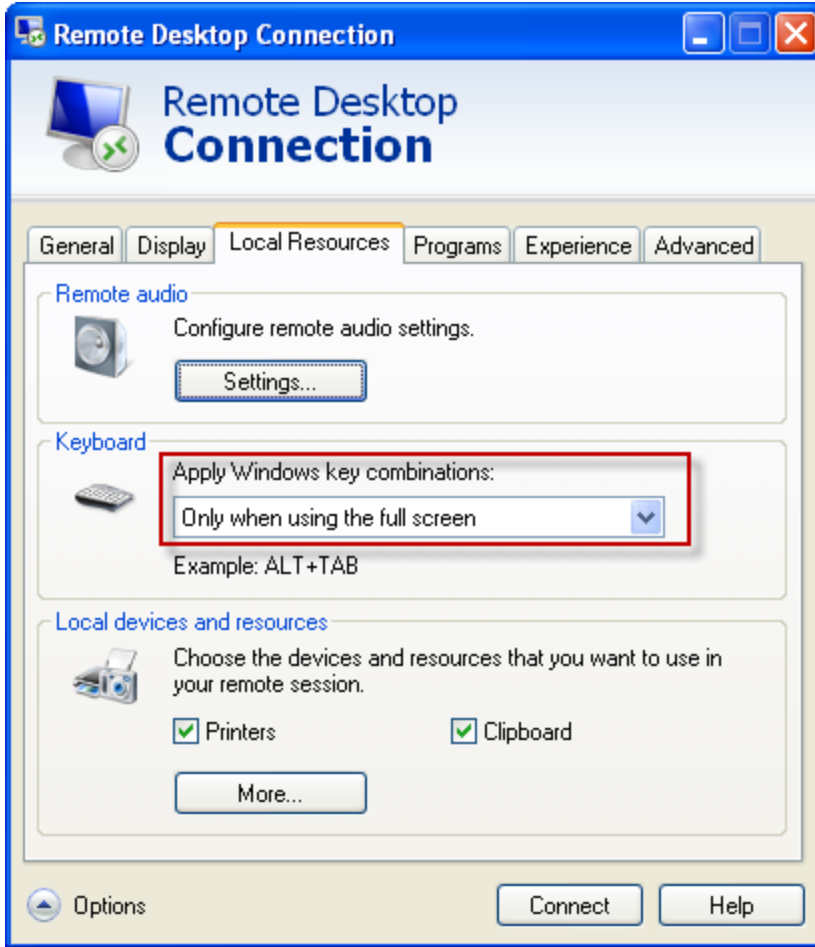 Remote Desktop Connection
Remote Desktop
Connection
General Display Local Resources Programs Experience Advanced
Remote audio
Configure remote audio settings.
Settings...
Keyboard
Apply Windows key combinations:
Only when using the full screen
Example: ALT+TAB
Local devices and resources
Choose the devices and resources that you want to use in
your remote session.
Printers Clipboard
More...
Options Connect Help